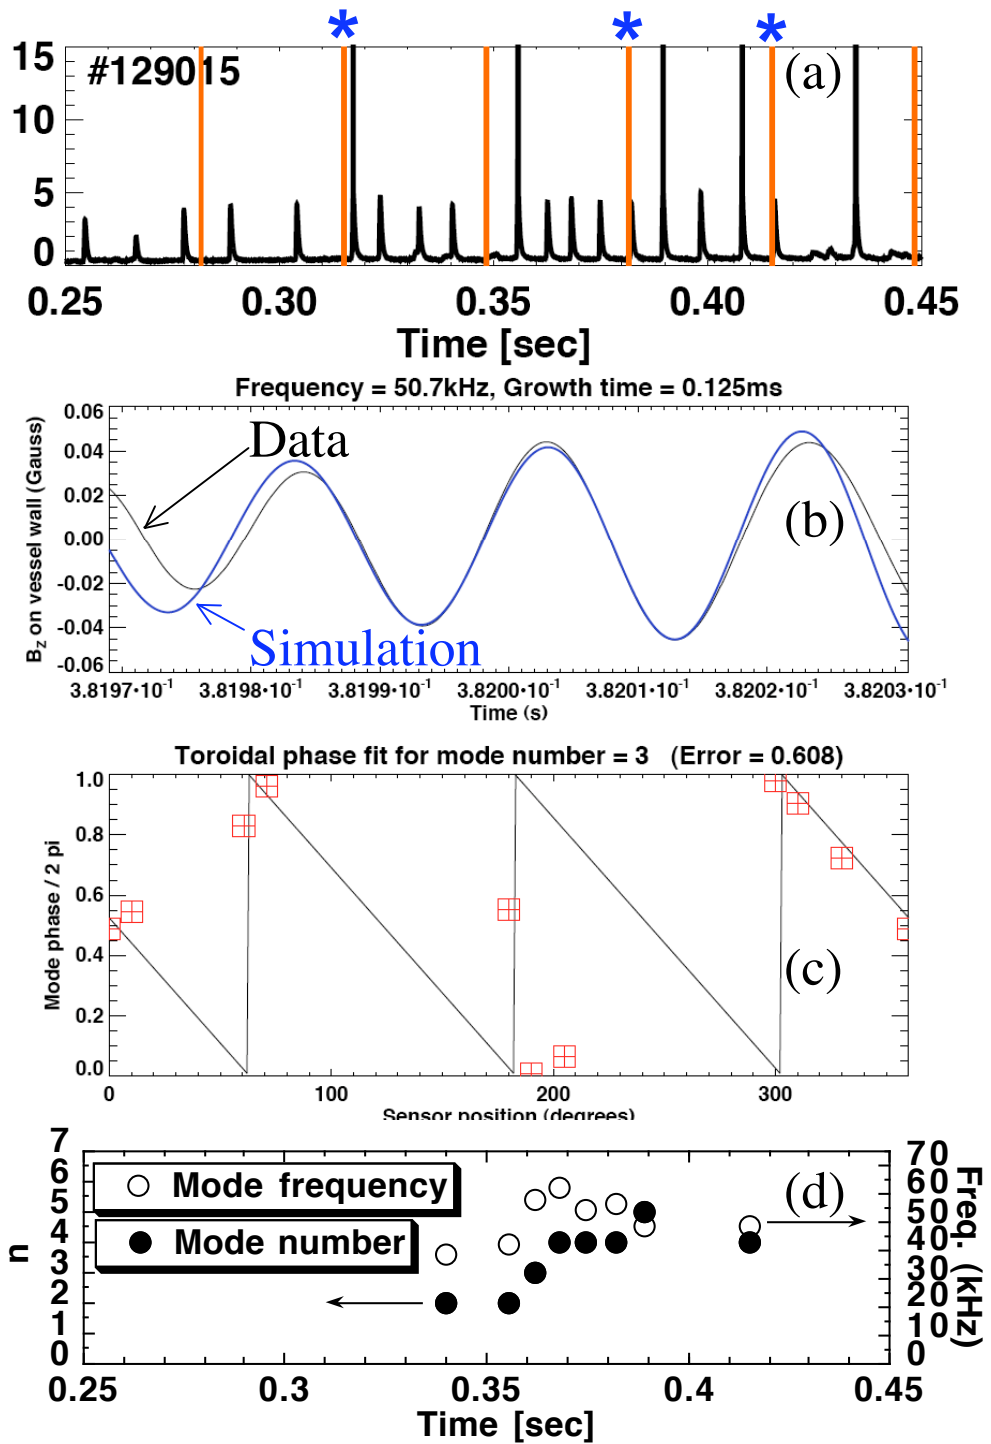 * * *
15
#129015
(a)
10
5
0
0.25 0.30 0.35 0.40 0.45
Time [sec]
Frequency = 50.7kHz, Growth time = 0.125ms
0.06
0.04
0.02
0.00
-0.02
-0.04
-0.06
Bz on vessel wall (Gauss)
Data
(b)
Simulation
3.8197•10⁻¹ 3.8198•10⁻¹ 3.8199•10⁻¹ 3.8200•10⁻¹ 3.8201•10⁻¹ 3.8202•10⁻¹ 3.8203•10⁻¹
Time (s)
Toroidal phase fit for mode number = 3 (Error = 0.608)
1.0
0.8
0.6
0.4
0.2
0.0
Mode phase / 2 pi
(c)
0 100 200 300
Sensor position (degrees)
7
6
5
4
3
2
1
0
n
Mode frequency
Mode number
(d)
70
60
50
40
30
20
10
0
Freq. (kHz)
0.25 0.3 0.35 0.4 0.45
Time [sec]